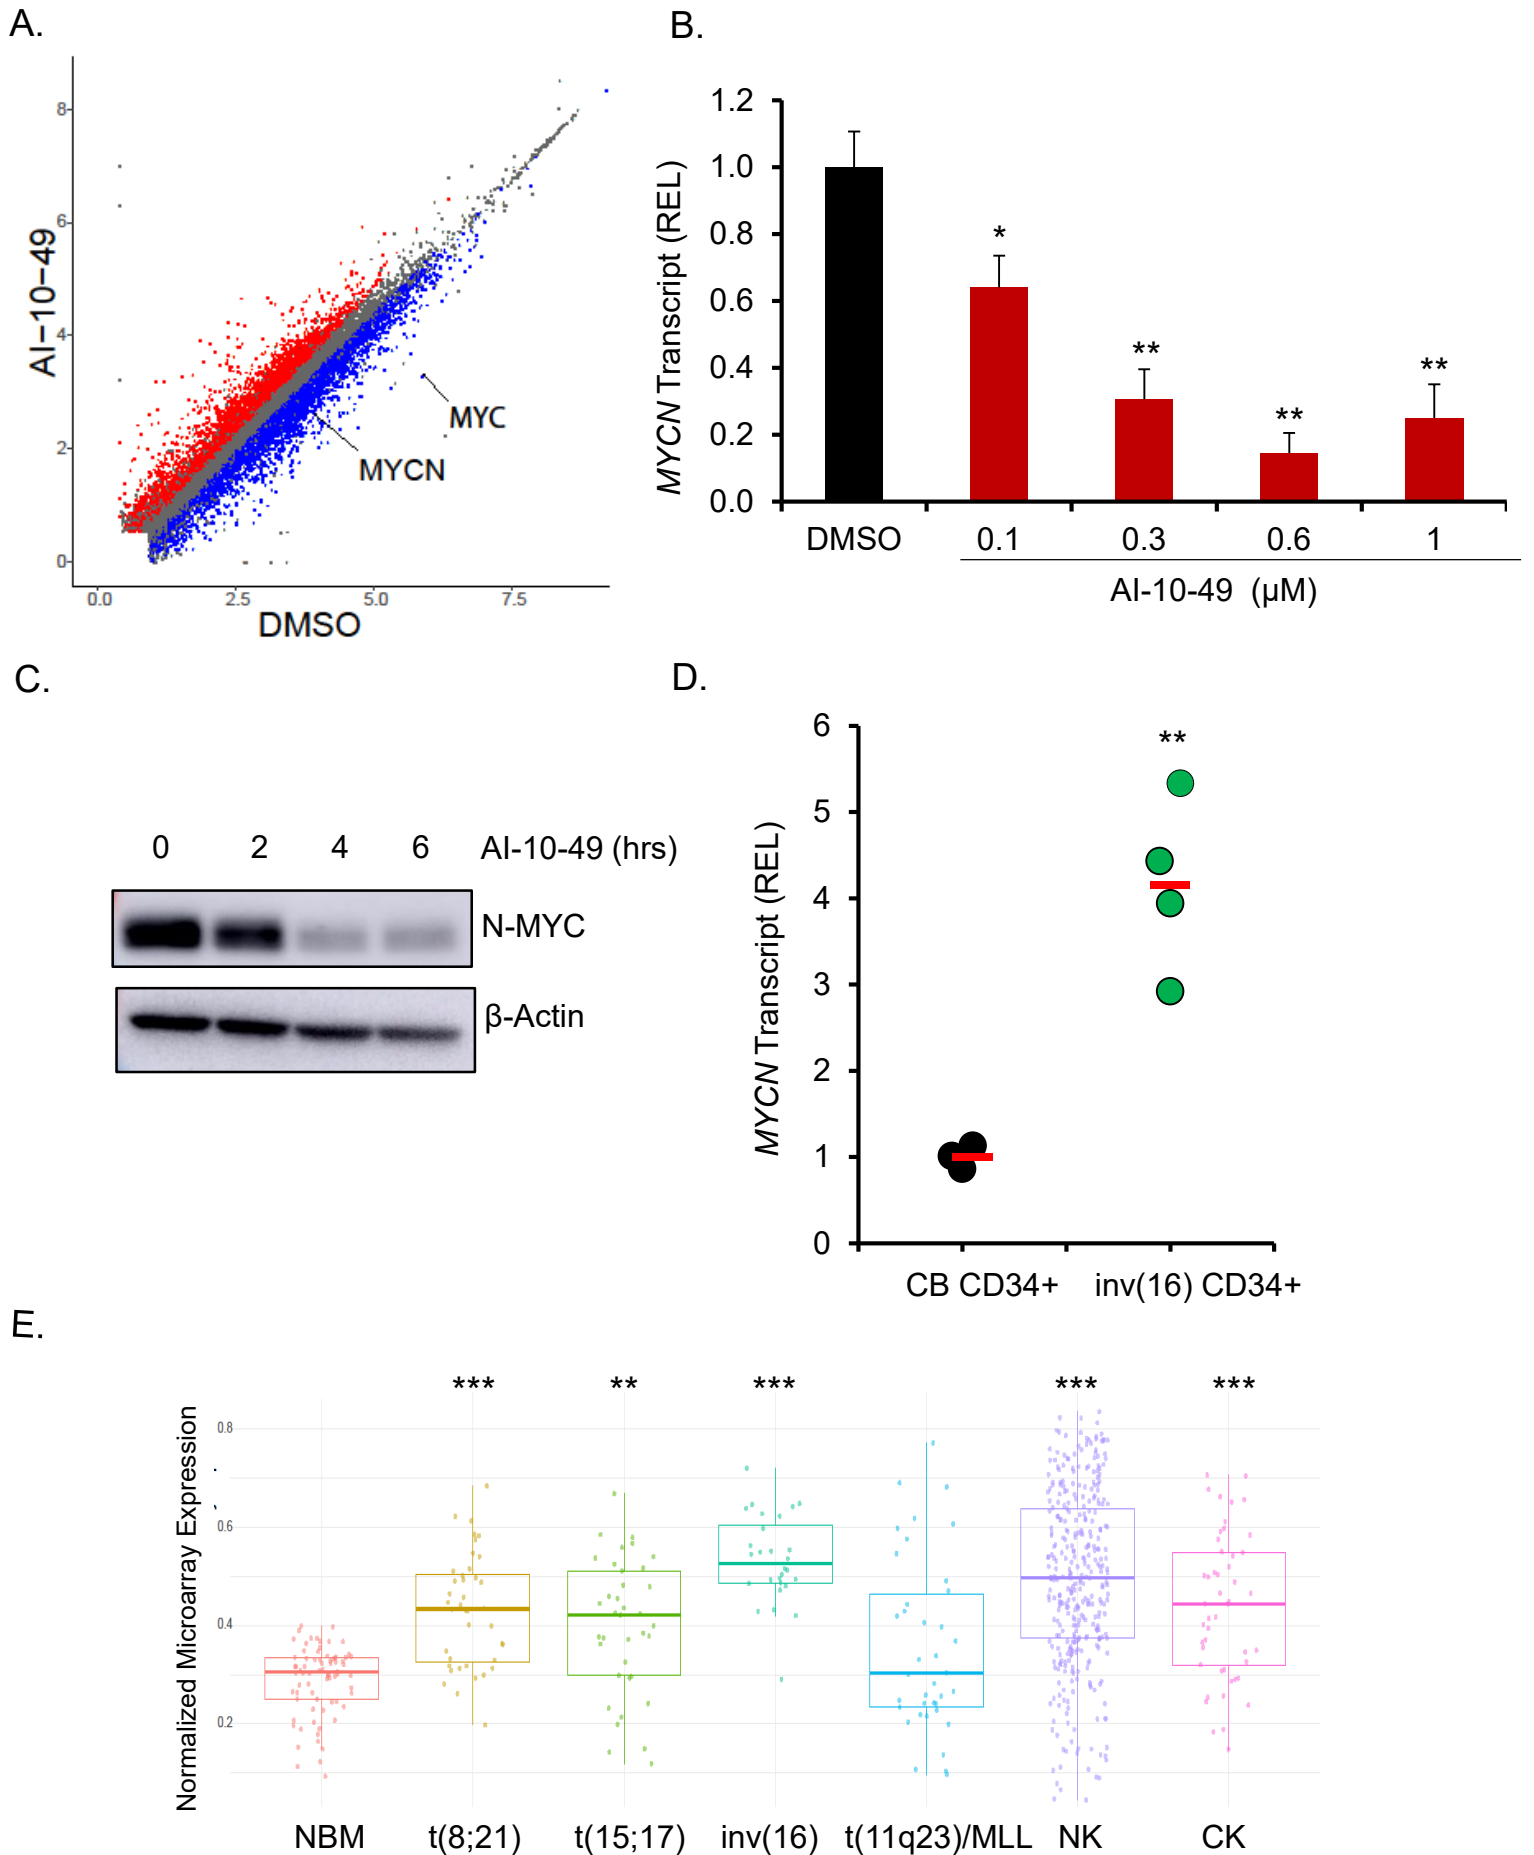 A.
AI-10-49
8
6
4
2
0
MYC
MYCN
0.0 2.5 5.0 7.5
DMSO
B.
MYCN Transcript (REL)
1.2
1.0
0.8
0.6
0.4
0.2
0.0
* ** ** **
DMSO 0.1 0.3 0.6 1
AI-10-49 (µM)
C.
0 2 4 6 AI-10-49 (hrs)
N-MYC
β-Actin
D.
MYCN Transcript (REL)
6
5
4
3
2
1
0
**
CB CD34+ inv(16) CD34+
E.
Normalized Microarray Expression
*** ** *** *** ***
0.8
0.6
0.4
0.2
NBM t(8;21) t(15;17) inv(16) t(11q23)/MLL NK CK